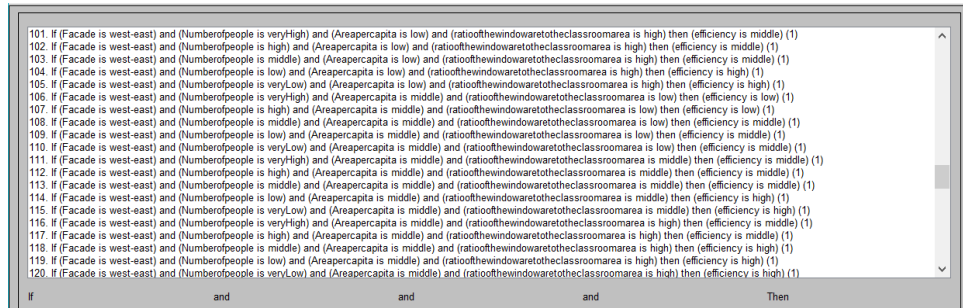 101. If (Facade is west-east) and (Numberofpeople is veryHigh) and (Areapercapita is low) and (ratioofthewindowaretotheclassroomarea is high) then (efficiency is middle) (1)
102. If (Facade is west-east) and (Numberofpeople is high) and (Areapercapita is low) and (ratioofthewindowaretotheclassroomarea is high) then (efficiency is middle) (1)
103. If (Facade is west-east) and (Numberofpeople is middle) and (Areapercapita is low) and (ratioofthewindowaretotheclassroomarea is high) then (efficiency is middle) (1)
104. If (Facade is west-east) and (Numberofpeople is low) and (Areapercapita is low) and (ratioofthewindowaretotheclassroomarea is high) then (efficiency is high) (1)
105. If (Facade is west-east) and (Numberofpeople is veryLow) and (Areapercapita is low) and (ratioofthewindowaretotheclassroomarea is high) then (efficiency is high) (1)
106. If (Facade is west-east) and (Numberofpeople is veryHigh) and (Areapercapita is middle) and (ratioofthewindowaretotheclassroomarea is low) then (efficiency is low) (1)
107. If (Facade is west-east) and (Numberofpeople is high) and (Areapercapita is middle) and (ratioofthewindowaretotheclassroomarea is low) then (efficiency is low) (1)
108. If (Facade is west-east) and (Numberofpeople is middle) and (Areapercapita is middle) and (ratioofthewindowaretotheclassroomarea is low) then (efficiency is middle) (1)
109. If (Facade is west-east) and (Numberofpeople is low) and (Areapercapita is middle) and (ratioofthewindowaretotheclassroomarea is low) then (efficiency is middle) (1)
110. If (Facade is west-east) and (Numberofpeople is veryLow) and (Areapercapita is middle) and (ratioofthewindowaretotheclassroomarea is low) then (efficiency is middle) (1)
111. If (Facade is west-east) and (Numberofpeople is veryHigh) and (Areapercapita is middle) and (ratioofthewindowaretotheclassroomarea is middle) then (efficiency is middle) (1)
112. If (Facade is west-east) and (Numberofpeople is high) and (Areapercapita is middle) and (ratioofthewindowaretotheclassroomarea is middle) then (efficiency is middle) (1)
113. If (Facade is west-east) and (Numberofpeople is middle) and (Areapercapita is middle) and (ratioofthewindowaretotheclassroomarea is middle) then (efficiency is middle) (1)
114. If (Facade is west-east) and (Numberofpeople is low) and (Areapercapita is middle) and (ratioofthewindowaretotheclassroomarea is middle) then (efficiency is high) (1)
115. If (Facade is west-east) and (Numberofpeople is veryLow) and (Areapercapita is middle) and (ratioofthewindowaretotheclassroomarea is middle) then (efficiency is high) (1)
116. If (Facade is west-east) and (Numberofpeople is veryHigh) and (Areapercapita is middle) and (ratioofthewindowaretotheclassroomarea is high) then (efficiency is middle) (1)
117. If (Facade is west-east) and (Numberofpeople is high) and (Areapercapita is middle) and (ratioofthewindowaretotheclassroomarea is high) then (efficiency is middle) (1)
118. If (Facade is west-east) and (Numberofpeople is middle) and (Areapercapita is middle) and (ratioofthewindowaretotheclassroomarea is high) then (efficiency is high) (1)
119. If (Facade is west-east) and (Numberofpeople is low) and (Areapercapita is middle) and (ratioofthewindowaretotheclassroomarea is high) then (efficiency is high) (1)
120. If (Facade is west-east) and (Numberofpeople is veryLow) and (Areapercapita is middle) and (ratioofthewindowaretotheclassroomarea is high) then (efficiency is high) (1)
If and and and Then